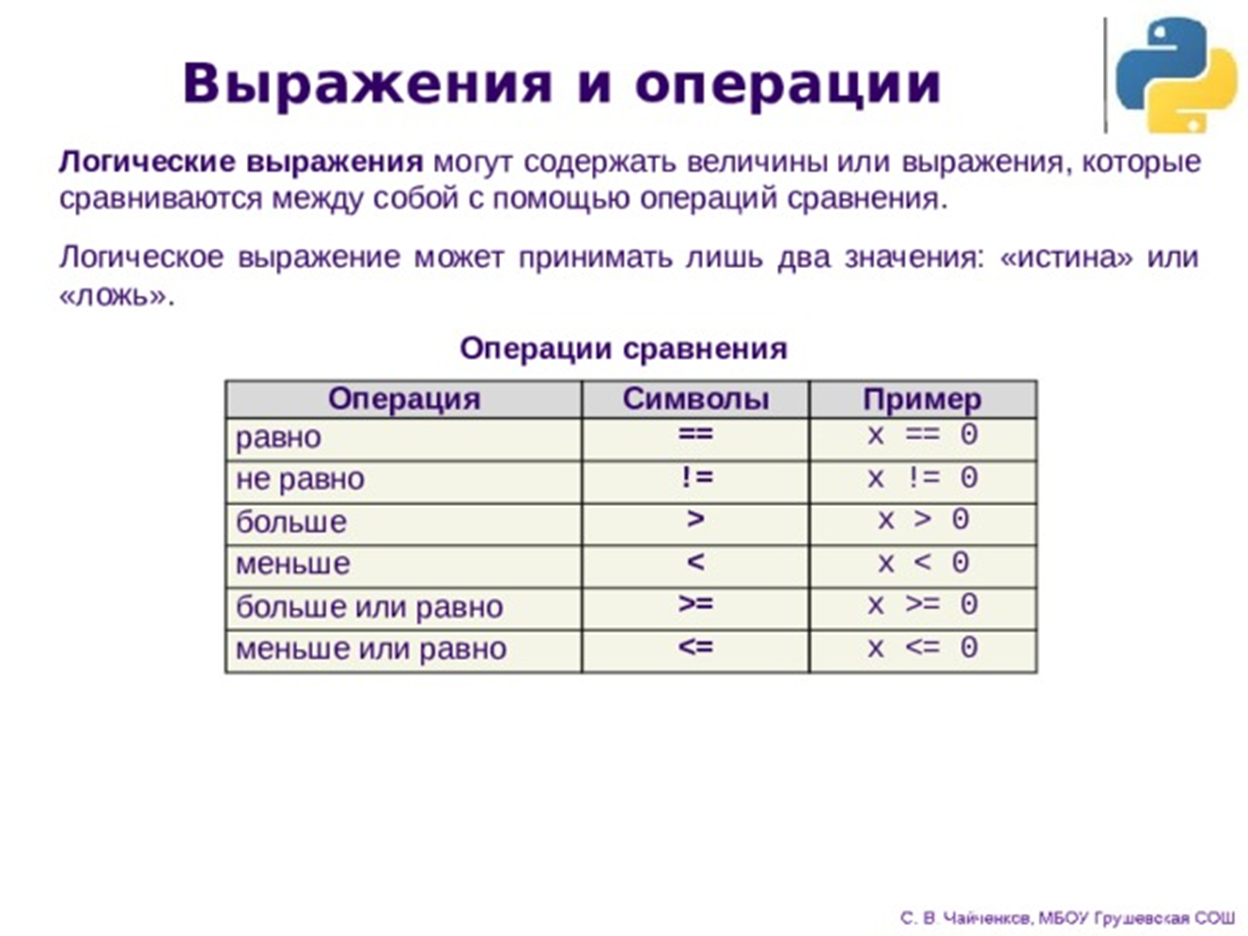 Выражения и операции
Логические выражения могут содержать величины или выражения, которые
сравниваются между собой с помощью операций сравнения.
Логическое выражение может принимать лишь два значения: «истина» или
«ложь».
Операции сравнения
Операция Символы Пример
равно == x == 0
не равно != x != 0
больше > x > 0
меньше < x < 0
больше или равно >= x >= 0
меньше или равно <= x <= 0
С. В. Чайченков, МБОУ Грушевская СОШ